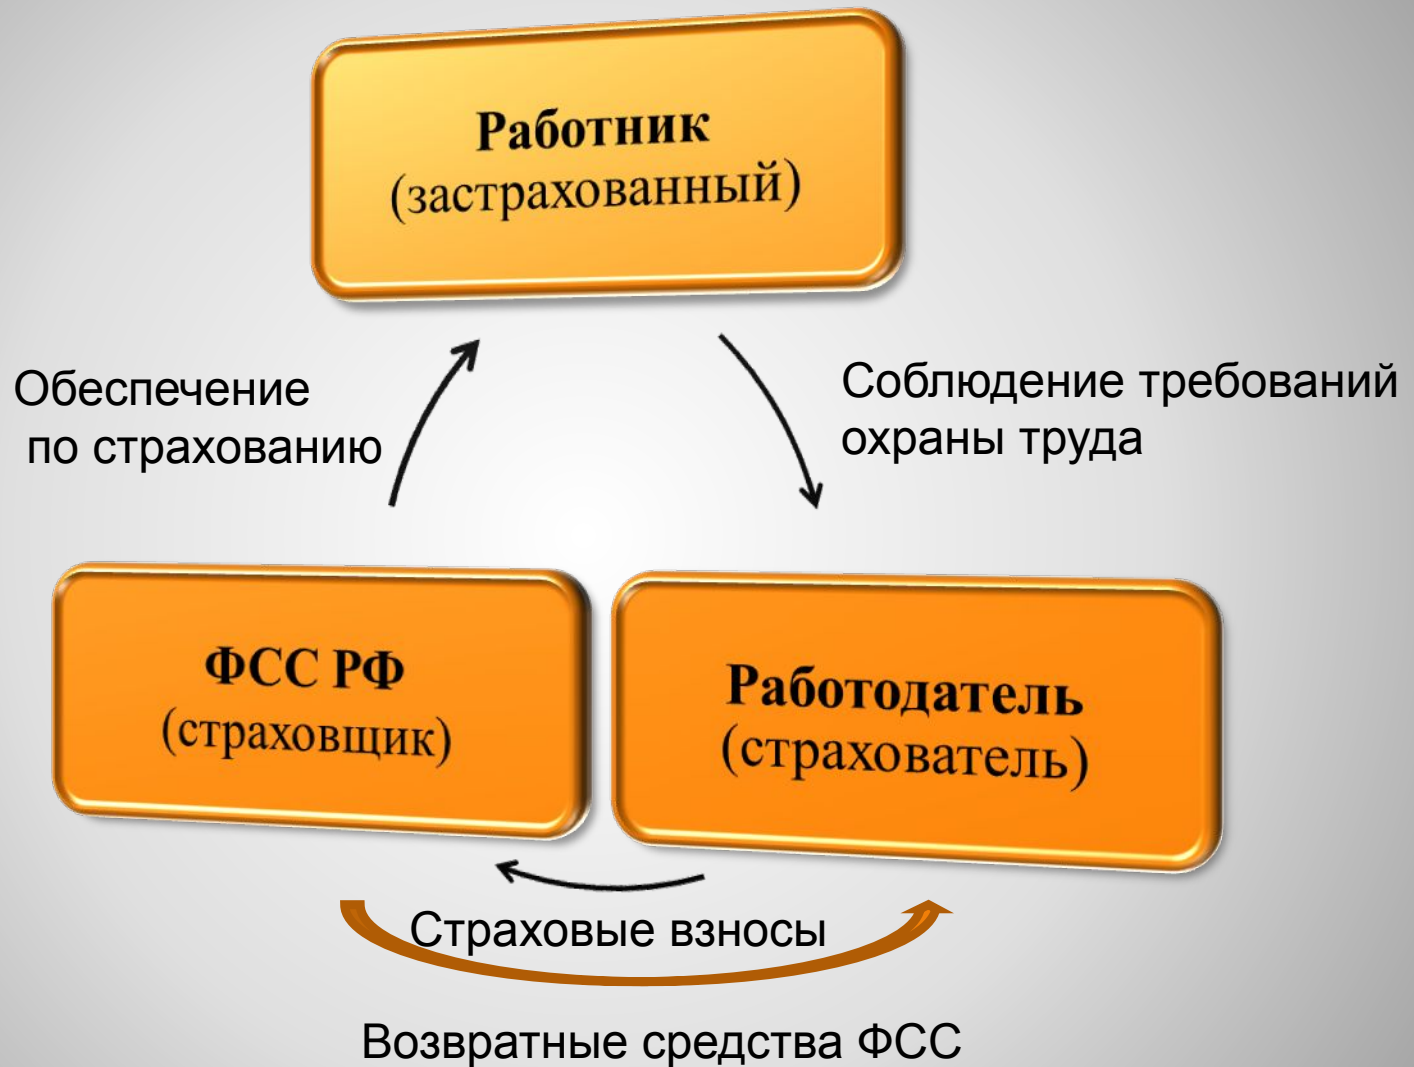 Работник
(застрахованный)
Обеспечение
по страхованию
Соблюдение требований
охраны труда
ФСС РФ
(страховщик)
Работодатель
(страхователь)
Страховые взносы
Возвратные средства ФСС